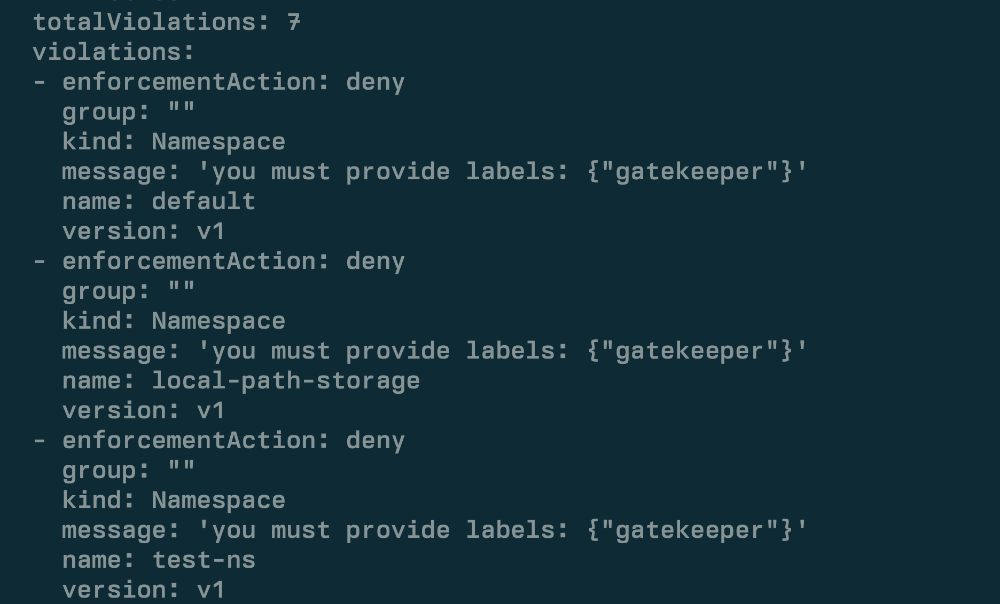 totalViolations: 7
violations:
- enforcementAction: deny
  group: ""
  kind: Namespace
  message: 'you must provide labels: {"gatekeeper"}'
  name: default
  version: v1
- enforcementAction: deny
  group: ""
  kind: Namespace
  message: 'you must provide labels: {"gatekeeper"}'
  name: local-path-storage
  version: v1
- enforcementAction: deny
  group: ""
  kind: Namespace
  message: 'you must provide labels: {"gatekeeper"}'
  name: test-ns
  version: v1